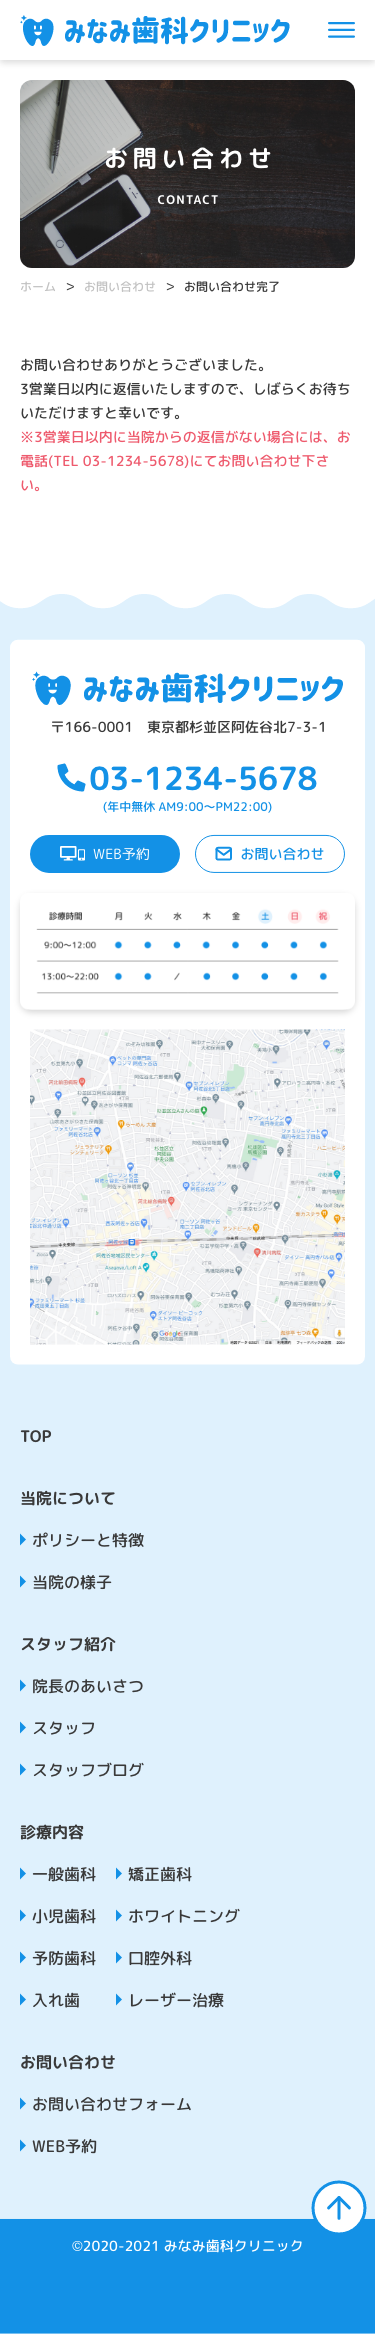 みなみ歯科クリニック
お問い合わせ
CONTACT
ホーム > お問い合わせ > お問い合わせ完了
お問い合わせありがとうございました。
3営業日以内に返信いたしますので、しばらくお待ち
いただけますと幸いです。
※3営業日以内に当院からの返信がない場合には、お
電話(TEL 03-1234-5678)にてお問い合わせ下さ
い。
みなみ歯科クリニック
〒166-0001 東京都杉並区阿佐谷北7-3-1
03-1234-5678
(年中無休 AM9:00〜PM22:00)
WEB予約 お問い合わせ
診療時間 月 火 水 木 金 土 日 祝
9:00〜12:00 ● ● ● ● ● ● ● ●
13:00〜22:00 ● ● / ● ● ● ● ●
Google
TOP
当院について
ポリシーと特徴
当院の様子
スタッフ紹介
院長のあいさつ
スタッフ
スタッフブログ
診療内容
一般歯科 矯正歯科
小児歯科 ホワイトニング
予防歯科 口腔外科
入れ歯 レーザー治療
お問い合わせ
お問い合わせフォーム
WEB予約
©2020-2021 みなみ歯科クリニック